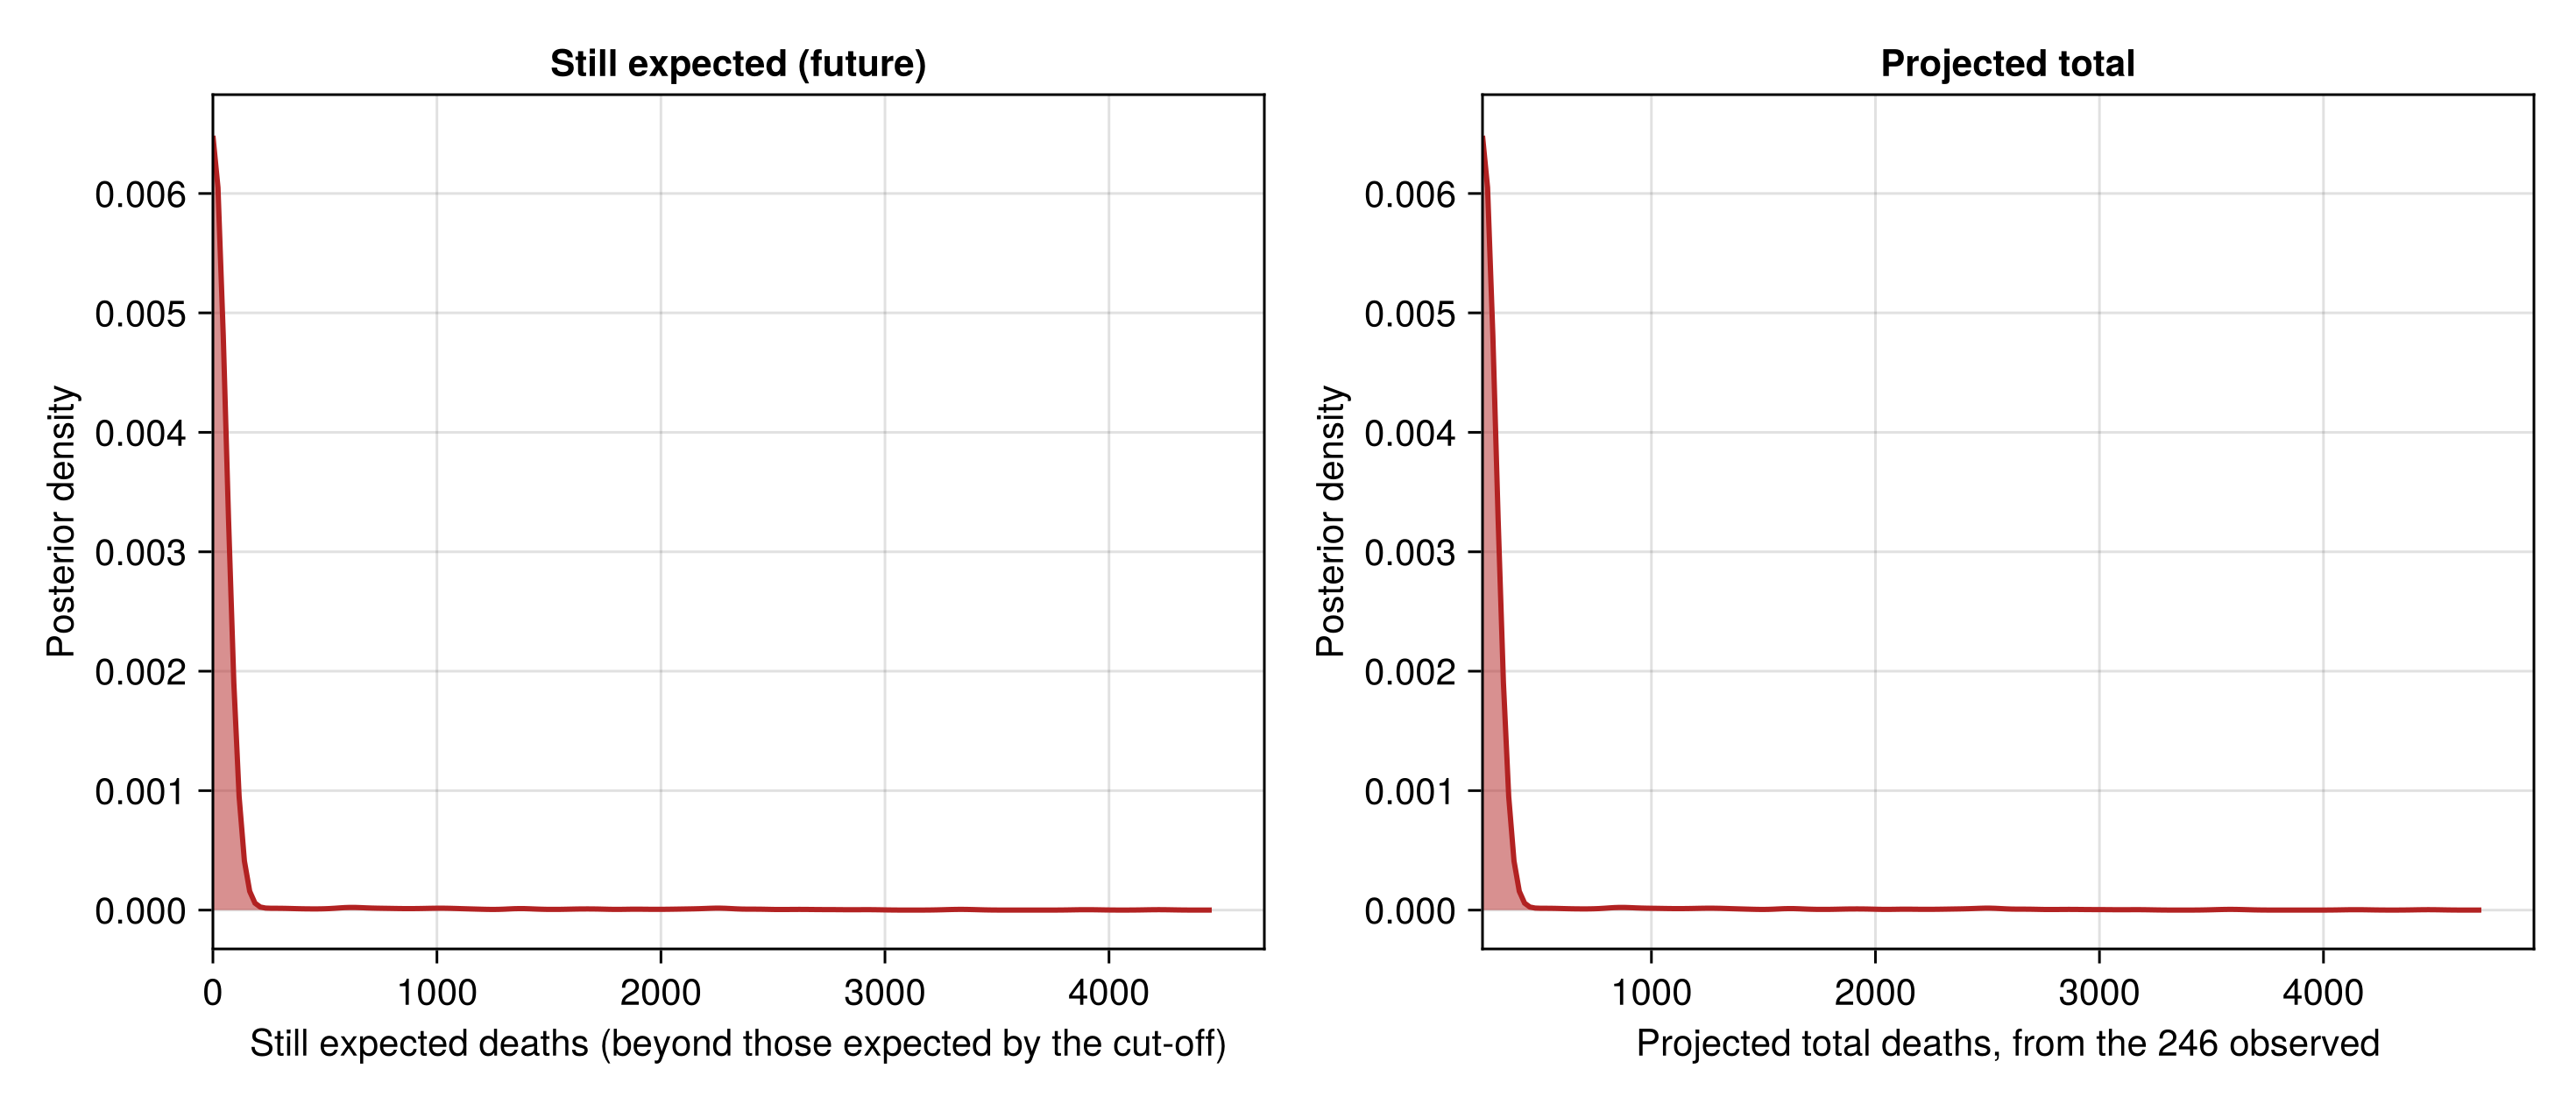 Still expected (future)
Posterior density
0.006
0.005
0.004
0.003
0.002
0.001
0.000
0 1000 2000 3000 4000
Still expected deaths (beyond those expected by the cut-off)
Projected total
Posterior density
0.006
0.005
0.004
0.003
0.002
0.001
0.000
1000 2000 3000 4000
Projected total deaths, from the 246 observed